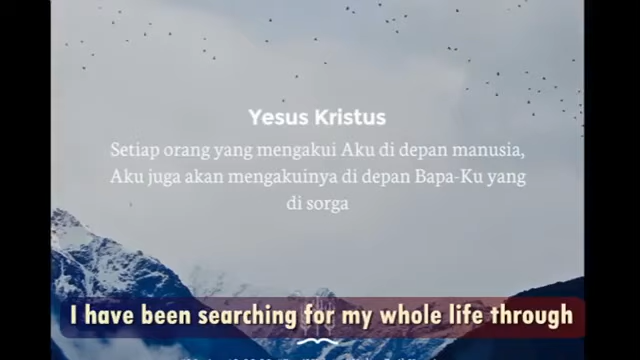 Yesus Kristus
Setiap orang yang mengakui Aku di depan manusia,
Aku juga akan mengakuinya di depan Bapa-Ku yang
di sorga
I have been searching for my whole life through